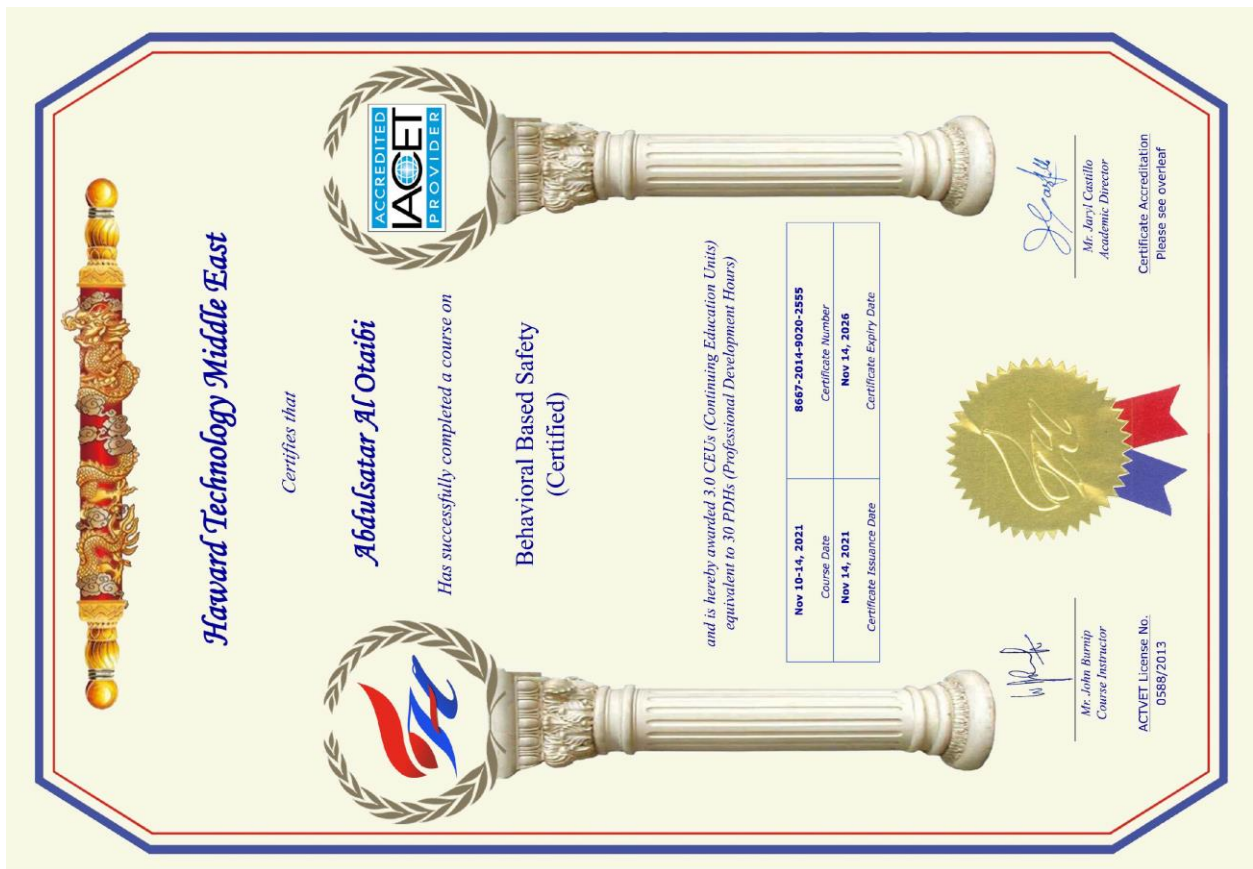 Haward Technology Middle East
Certifies that
ACCREDITED
IACET
PROVIDER
Abdulsatar Al Otaibi
Has successfully completed a course on
Behavioral Based Safety
(Certified)
and is hereby awarded 3.0 CEUs (Continuing Education Units)
equivalent to 30 PDHs (Professional Development Hours)
Nov 10-14, 2021
Course Date
8667-2014-9020-2555
Certificate Number
Nov 14, 2021
Certificate Issuance Date
Nov 14, 2026
Certificate Expiry Date
Mr. John Burnip
Course Instructor
ACTVET License No.
0588/2013
Mr. Jaryl Castillo
Academic Director
Certificate Accreditation
Please see overleaf